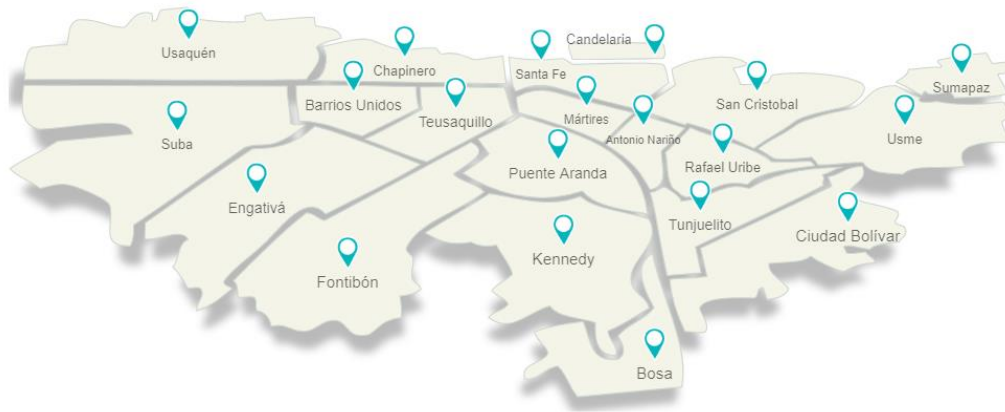 Candelaria
Usaquén
Chapinero
Santa Fe
Sumapaz
Barrios Unidos
San Cristobal
Teusaquillo
Mártires
Antonio Nariño
Usme
Suba
Rafael Uribe
Puente Aranda
Engativá
Tunjuelito
Ciudad Bolívar
Kennedy
Fontibón
Bosa